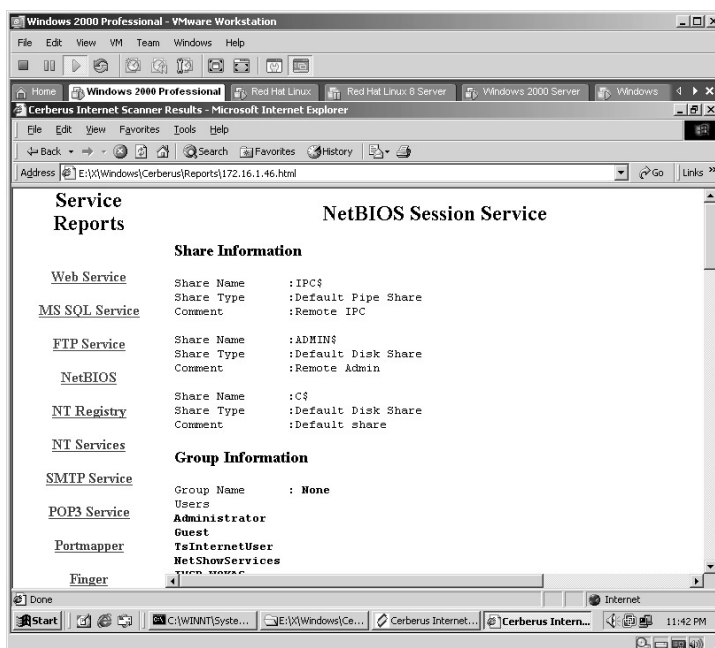 Windows 2000 Professional - VMware Workstation
File Edit View VM Team Windows Help
Home Windows 2000 Professional Red Hat Linux Red Hat Linux 8 Server Windows 2000 Server Windows
Cerberus Internet Scanner Results - Microsoft Internet Explorer
File Edit View Favorites Tools Help
Back Search Favorites History
Address E:\X\Windows\Cerberus\Reports\172.16.1.46.html Go Links »
Service
Reports
Web Service
MS SQL Service
FTP Service
NetBIOS
NT Registry
NT Services
SMTP Service
POP3 Service
Portmapper
Finger
NetBIOS Session Service
Share Information
Share Name :IPC$
Share Type :Default Pipe Share
Comment :Remote IPC
Share Name :ADMIN$
Share Type :Default Disk Share
Comment :Remote Admin
Share Name :C$
Share Type :Default Disk Share
Comment :Default share
Group Information
Group Name : None
Users
Administrator
Guest
TsInternetUser
NetShowServices
Done Internet
Start C:\WINNT\Syste... E:\X\Windows\Ce... Cerberus Internet... Cerberus Intern... 11:42 PM